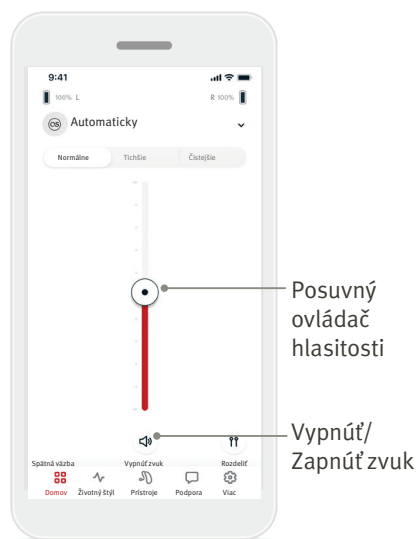 9:41
100% L
R 100%
Automaticky
Normálne Tichšie Čistejšie
Posuvný
ovládač
hlasitosti
Vypnúť/
Zapnúť zvuk
Spätná väzba Vypnúť zvuk Rozdeliť
Domov Životný štýl Prístroje Podpora Viac